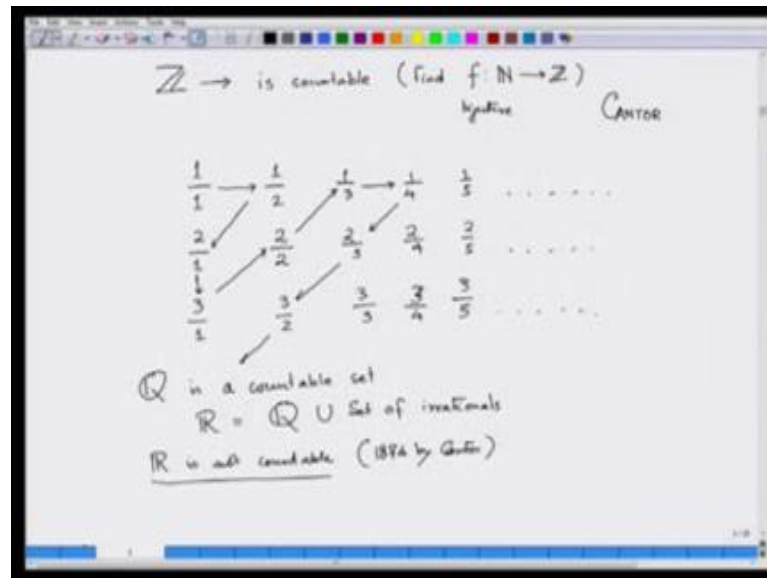 ℤ → is countable (find f: ℕ → ℤ)
bijective CANTOR
1/1 1/2 1/3 1/4 1/5 . . . . . .
2/1 2/2 2/3 2/4 2/5 . . . . . .
3/1 3/2 3/3 3/4 3/5 . . . . . .
ℚ is a countable set
ℝ = ℚ ∪ Set of irrationals
ℝ is not countable (1874 by Cantor)